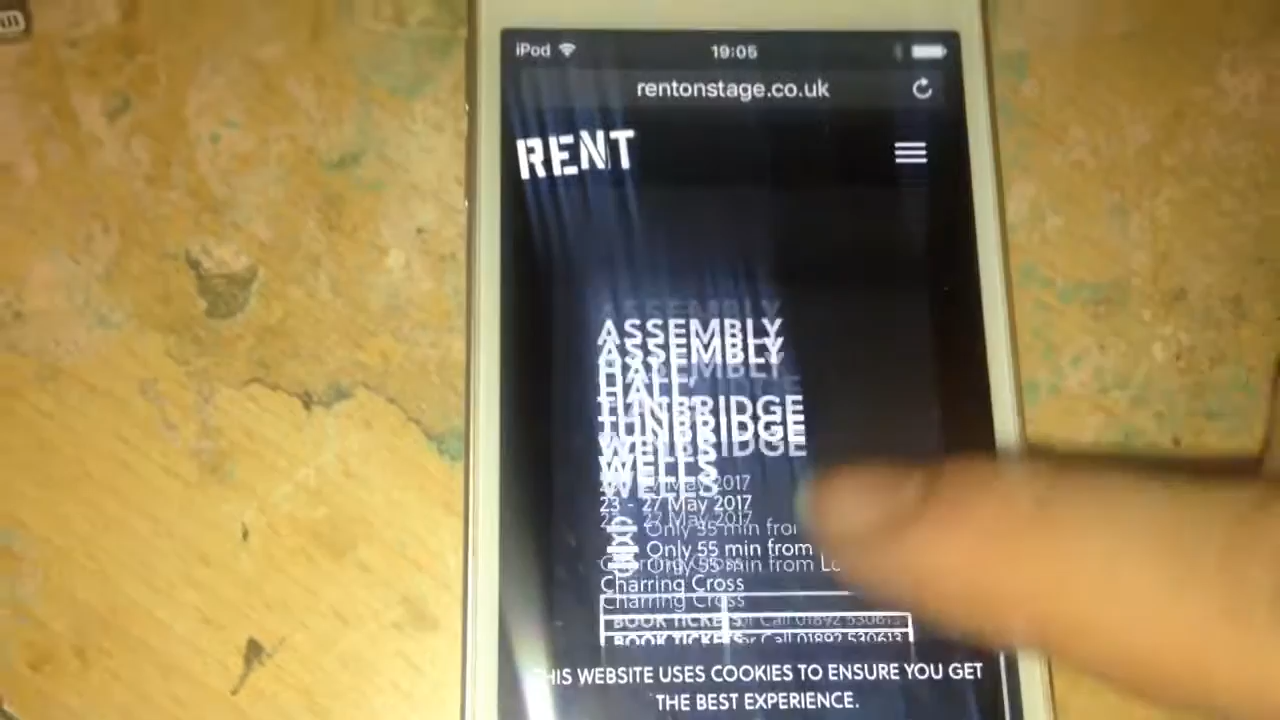 iPod 19:05
rentonstage.co.uk
RENT
ASSEMBLY
HALL,
TUNBRIDGE
WELLS
23 - 27 May 2017
Only 55 min from
Charring Cross
BOOK TICKETS or Call 01892 530613
THIS WEBSITE USES COOKIES TO ENSURE YOU GET
THE BEST EXPERIENCE.